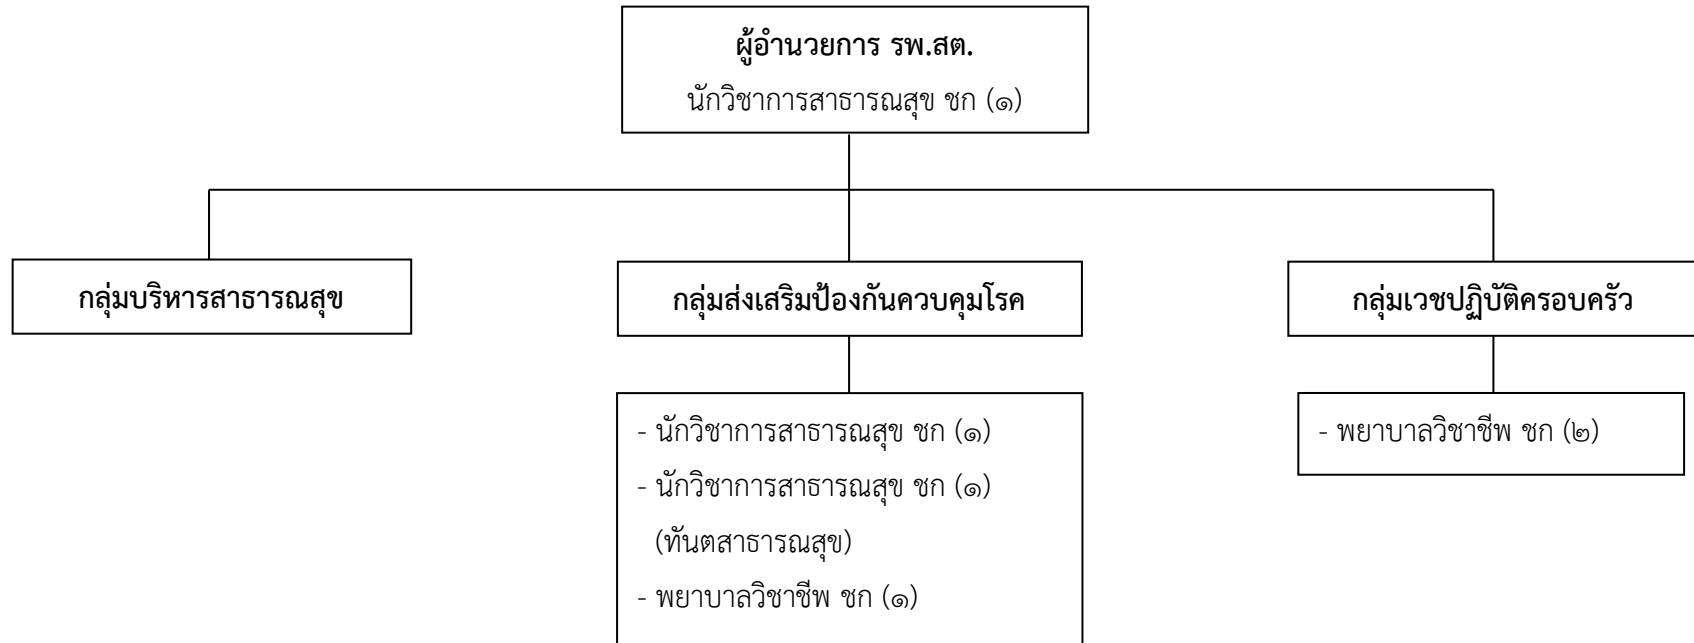 ผู้อำนวยการ รพ.สต.
นักวิชาการสาธารณสุข ชก (๑)
กลุ่มบริหารสาธารณสุข
กลุ่มส่งเสริมป้องกันควบคุมโรค
กลุ่มเวชปฏิบัติครอบครัว
- นักวิชาการสาธารณสุข ชก (๑)
- นักวิชาการสาธารณสุข ชก (๑)
(ทันตสาธารณสุข)
- พยาบาลวิชาชีพ ชก (๑)
- พยาบาลวิชาชีพ ชก (๒)